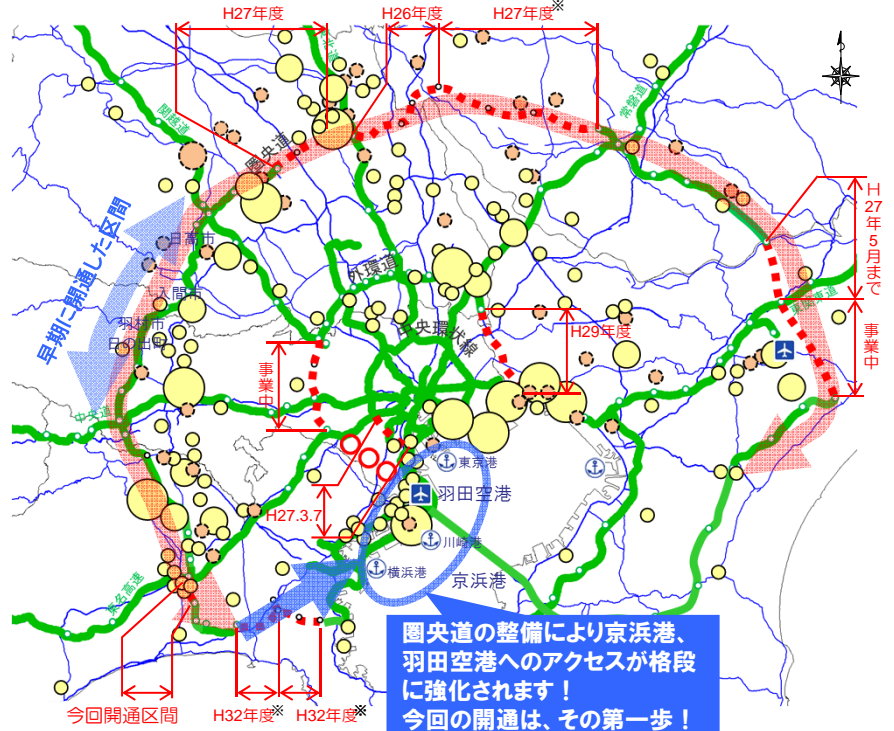 H27年度
H26年度
H27年度※
関越道
圏央道
常磐道
H27年5月まで
事業中
東関東道
早期に開通した区間
日高市
入間市
羽村市
日の出町
外環道
中央環状線
H29年度
事業中
中央道
H27.3.7
東京港
羽田空港
川崎港
横浜港
京浜港
東名高速
今回開通区間
H32年度※
H32年度※
圏央道の整備により京浜港、
羽田空港へのアクセスが格段
に強化されます！
今回の開通は、その第一歩！